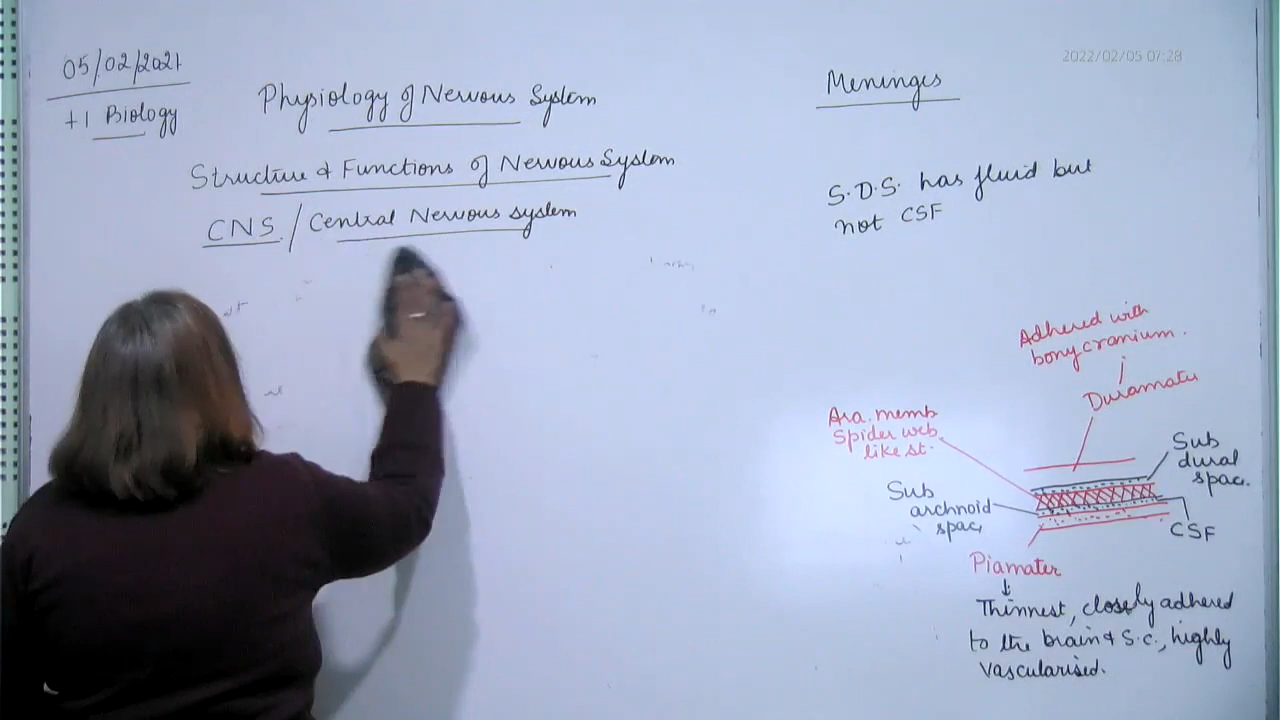 05/02/2021
+1 Biology
Physiology of Nervous System
Structure & Functions of Nervous System
CNS / Central Nervous system
2022/02/05 07:28
Meninges
S.D.S. has fluid but
not CSF
Adhered with
bony cranium.
Duramatu
Ara. memb
Spider web
like st.
Sub
dural
spac.
Sub
archnoid
spac,
CSF
Piamater
Thinnest, closely adhered
to the brain & S.C., highly
vascularised.